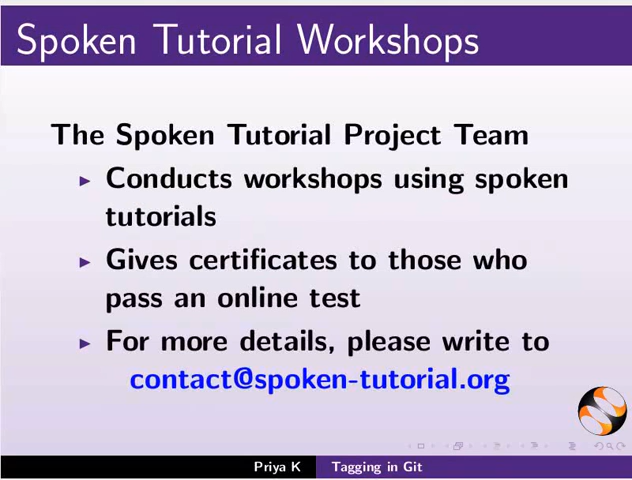 Spoken Tutorial Workshops
The Spoken Tutorial Project Team
Conducts workshops using spoken
tutorials
Gives certificates to those who
pass an online test
For more details, please write to
contact@spoken-tutorial.org
Priya K Tagging in Git